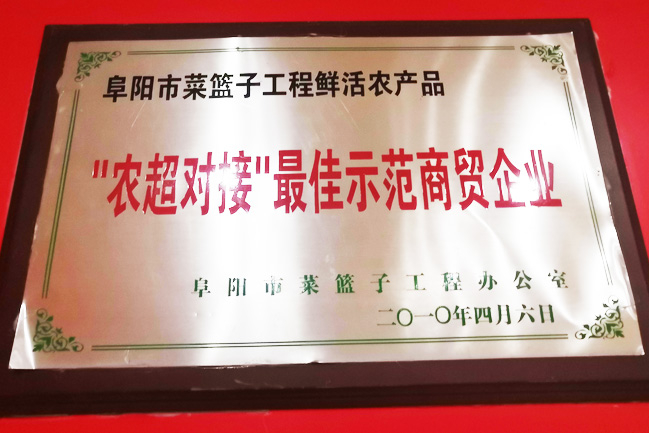 阜阳市菜篮子工程鲜活农产品
"农超对接"最佳示范商贸企业
阜阳市菜篮子工程办公室
二〇一〇年四月六日